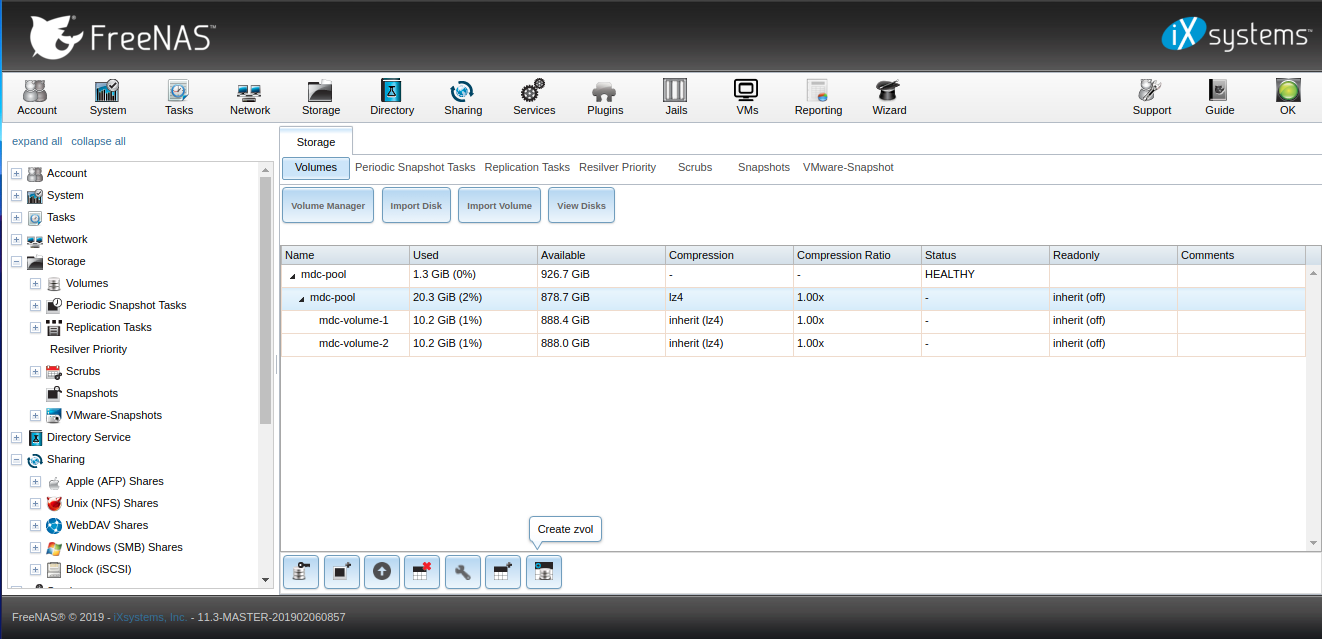 FreeNAS™
iXsystems™
Account System Tasks Network Storage Directory Sharing Services Plugins Jails VMs Reporting Wizard Support Guide OK
expand all collapse all
Account
System
Tasks
Network
Storage
Volumes
Periodic Snapshot Tasks
Replication Tasks
Resilver Priority
Scrubs
Snapshots
VMware-Snapshots
Directory Service
Sharing
Apple (AFP) Shares
Unix (NFS) Shares
WebDAV Shares
Windows (SMB) Shares
Block (iSCSI)
Storage
Volumes Periodic Snapshot Tasks Replication Tasks Resilver Priority Scrubs Snapshots VMware-Snapshot
Volume Manager Import Disk Import Volume View Disks
Name Used Available Compression Compression Ratio Status Readonly Comments
mdc-pool 1.3 GiB (0%) 926.7 GiB - - HEALTHY
mdc-pool 20.3 GiB (2%) 878.7 GiB lz4 1.00x - inherit (off)
mdc-volume-1 10.2 GiB (1%) 888.4 GiB inherit (lz4) 1.00x - inherit (off)
mdc-volume-2 10.2 GiB (1%) 888.0 GiB inherit (lz4) 1.00x - inherit (off)
Create zvol
FreeNAS® © 2019 - iXsystems, Inc. - 11.3-MASTER-201902060857